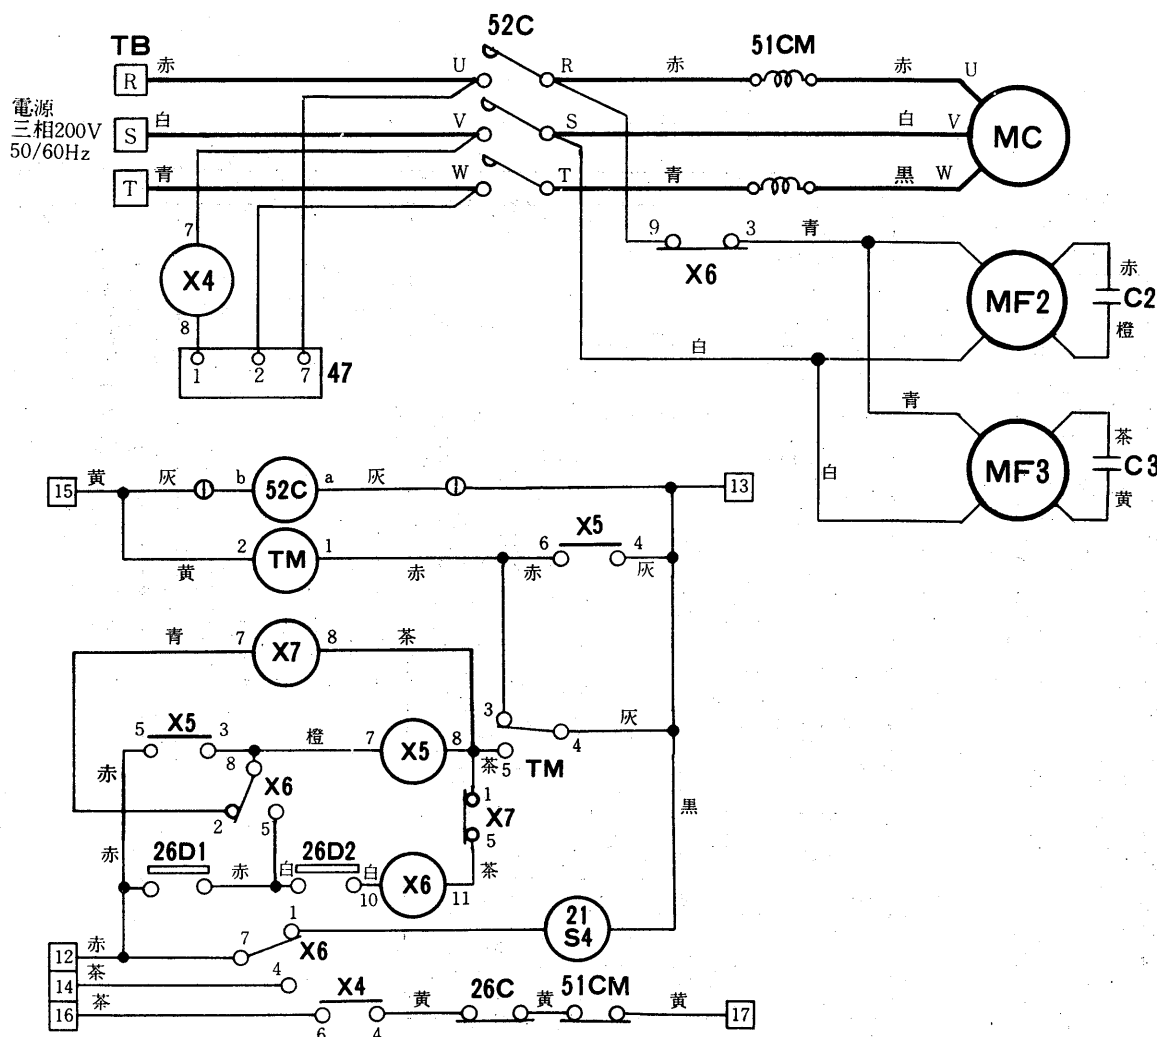 TB
52C
51CM
R
赤
U
R
赤
赤
U
電源
三相200V
50/60Hz
S
白
V
S
白
V
MC
T
青
W
T
青
黒
W
7
X4
8
1
2
7
47
9
3
青
X6
MF2
赤
C2
橙
白
青
MF3
茶
C3
黄
白
15
黄
灰
b
52C
a
灰
13
2
TM
1
黄
赤
赤
6
X5
4
灰
青
7
X7
8
茶
3
灰
4
5
X5
3
橙
7
X5
8
茶
5
TM
赤
8
X6
2
5
1
X7
5
黒
赤
26D1
赤
白
26D2
白
10
X6
11
茶
12
赤
7
1
X6
21
S4
14
茶
4
16
茶
X4
6
4
黄
26C
黄
51CM
黄
17